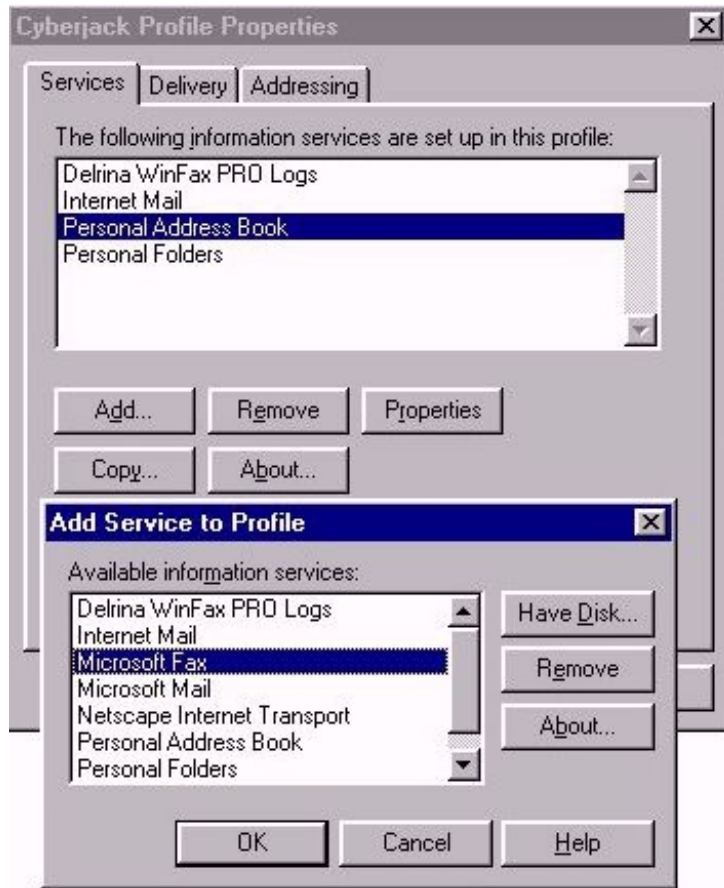 Cyberjack Profile Properties
Services Delivery Addressing
The following information services are set up in this profile:
Delrina WinFax PRO Logs
Internet Mail
Personal Address Book
Personal Folders
Add... Remove Properties
Copy... About...
Add Service to Profile
Available information services:
Delrina WinFax PRO Logs
Internet Mail
Microsoft Fax
Microsoft Mail
Netscape Internet Transport
Personal Address Book
Personal Folders
Have Disk...
Remove
About...
OK Cancel Help